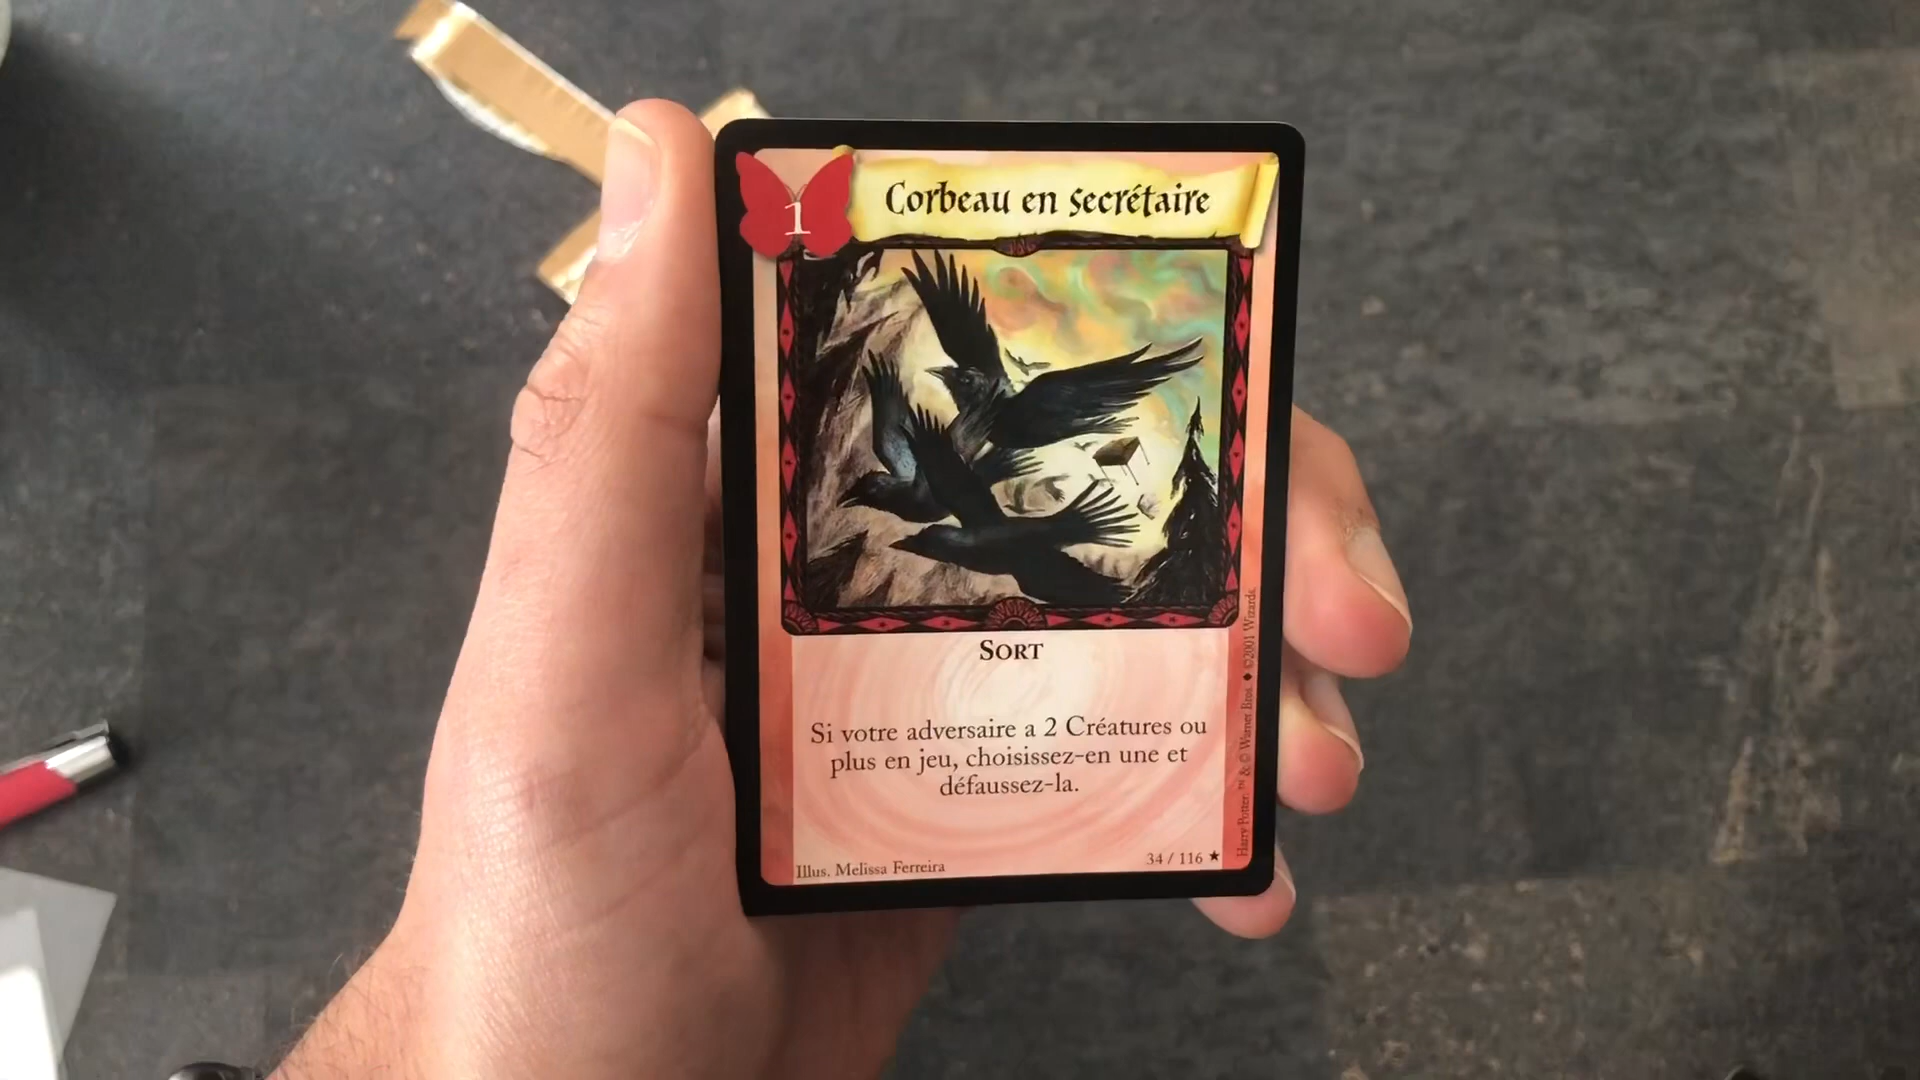 1
Corbeau en secrétaire
SORT
Si votre adversaire a 2 Créatures ou
plus en jeu, choisissez-en une et
défaussez-la.
Illus. Melissa Ferreira
34 / 116 ★
Harry Potter, ™ & © Warner Bros. ◆ ©2001 Wizards.